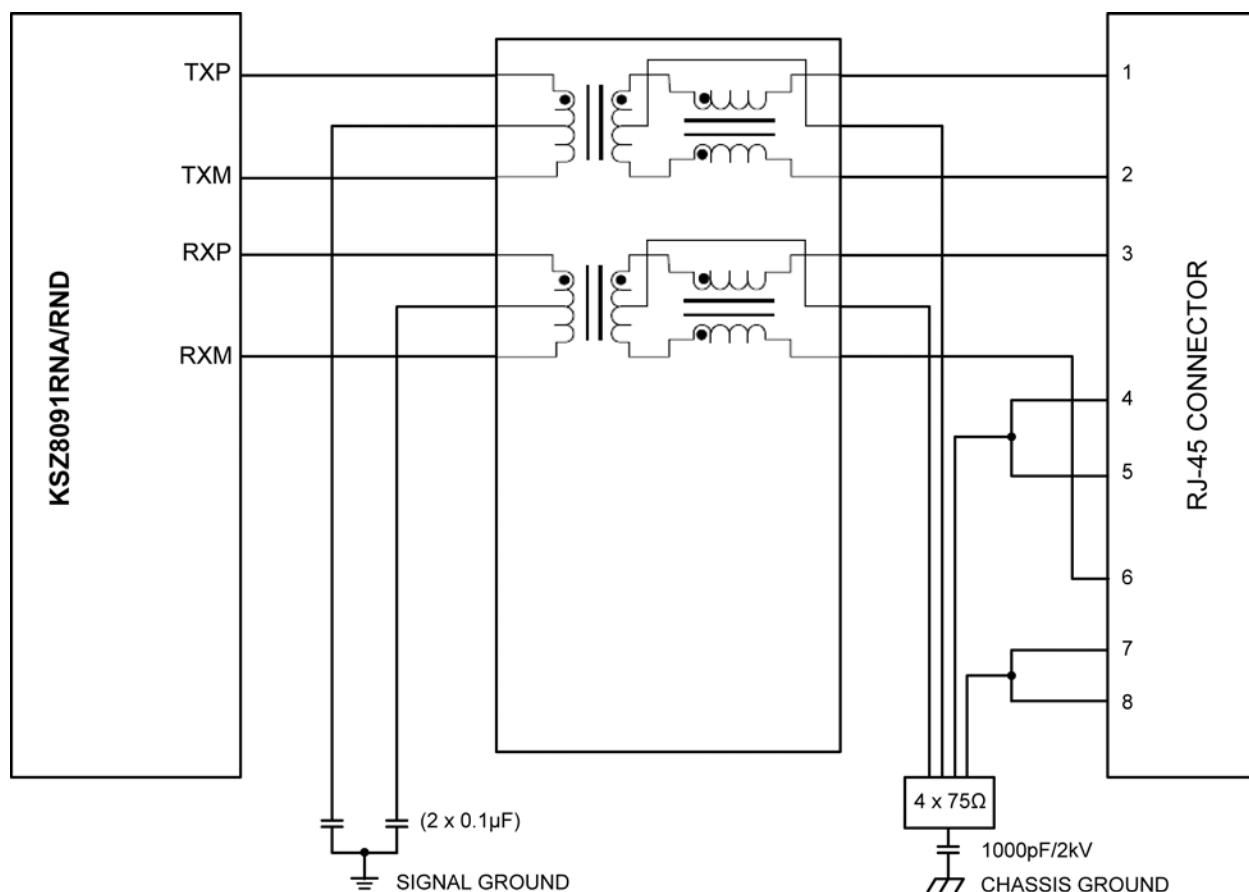 KSZ8091RNA/RND
TXP
TXM
RXP
RXM
1
2
3
4
5
6
7
8
RJ-45 CONNECTOR
(2 x 0.1µF)
SIGNAL GROUND
4 x 75Ω
1000pF/2kV
CHASSIS GROUND